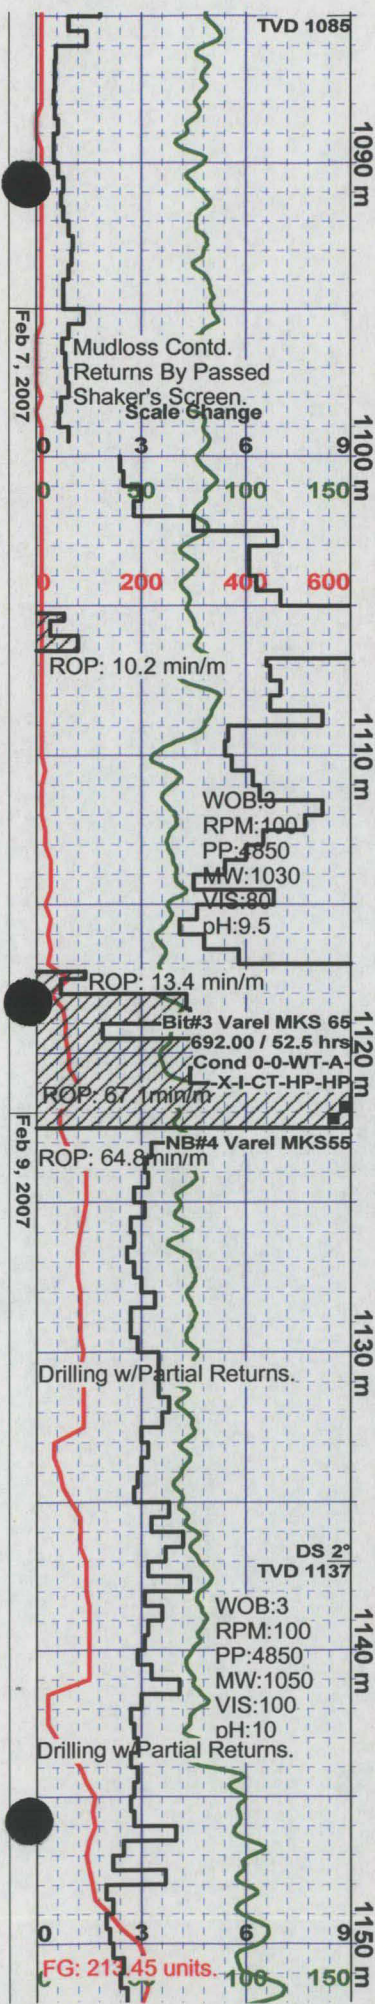 TVD 1085
1090 m
Feb 7, 2007
Mudloss Contd.
Returns By Passed
Shaker's Screen.
Scale Change
0 3 6 9
1100 m
0 50 100 150
0 200 400 600
ROP: 10.2 min/m
1110 m
WOB:3
RPM:100
PP:4850
MW:1030
VIS:80
pH:9.5
ROP: 13.4 min/m
Bit#3 Varel MKS 65
692.00 / 52.5 hrs
Cond 0-0-WT-A-
-X-I-CT-HP-HP
1120 m
ROP: 67.1min/m
Feb 9, 2007
NB#4 Varel MKS55
ROP: 64.8min/m
1130 m
Drilling w/Partial Returns.
DS 2°
TVD 1137
1140 m
WOB:3
RPM:100
PP:4850
MW:1050
VIS:100
pH:10
Drilling w/Partial Returns.
0 3 6 9
1150 m
FG: 213.45 units.
100 150